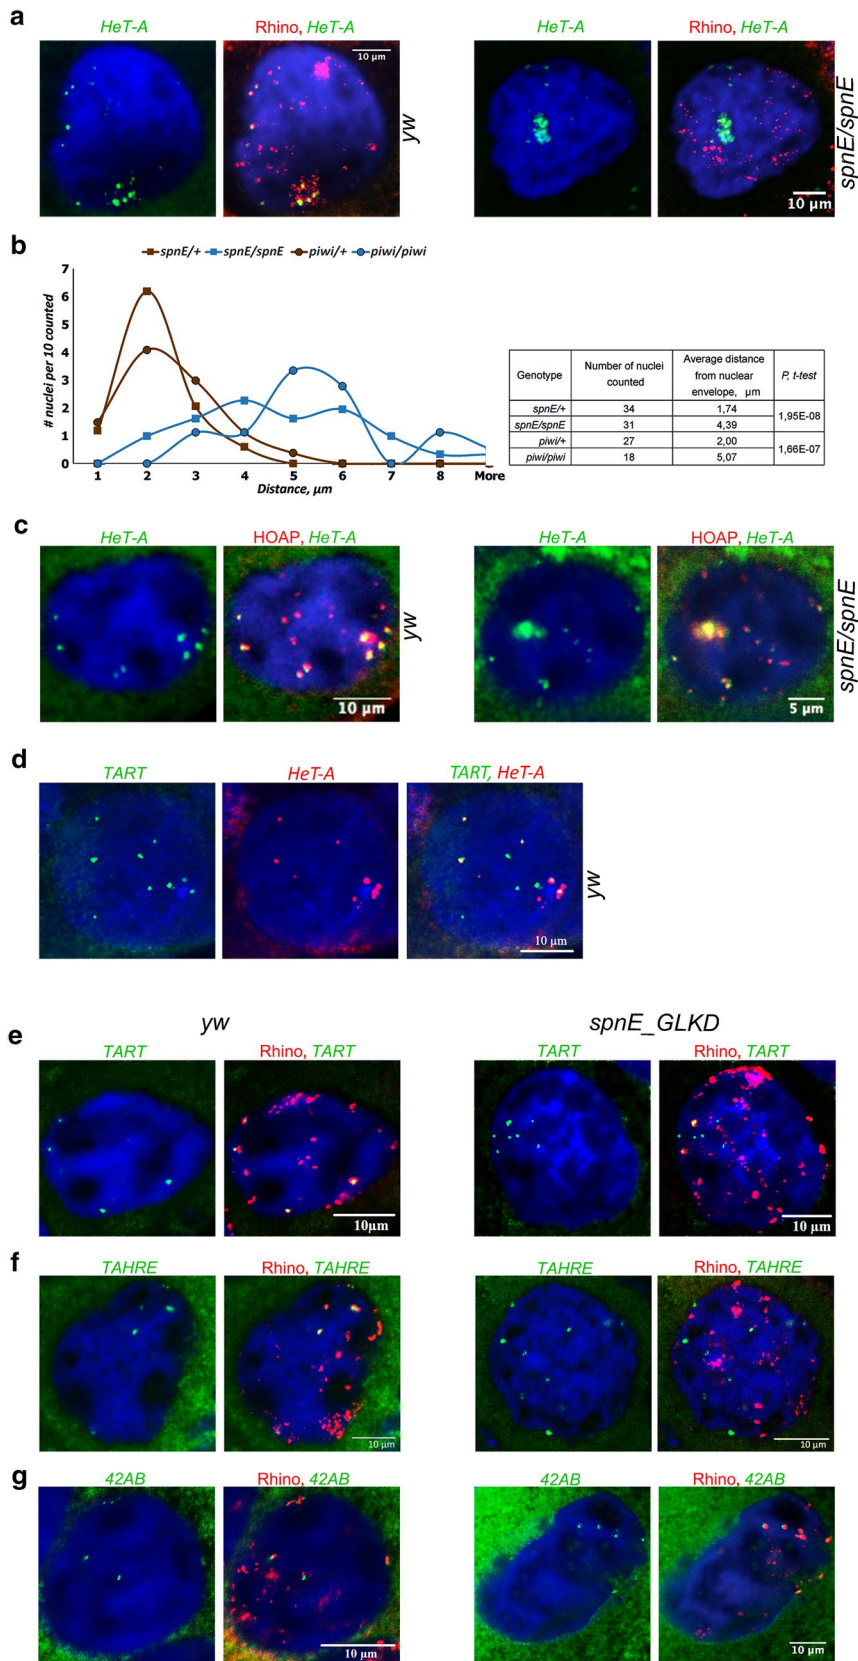 a
HeT-A Rhino, HeT-A HeT-A Rhino, HeT-A
10 µm
yw
10 µm
spnE/spnE
b
spn/+ spnE/spnE piwi/+ piwi/piwi
# nuclei per 10 counted
7
6
5
4
3
2
1
0
1 2 3 4 5 6 7 8 More
Distance, µm
Genotype Number of nuclei counted Average distance from nuclear envelope, µm P, t-test
spnE/+ 34 1,74 1,95E-08
spnE/spnE 31 4,39
piwi/+ 27 2,00 1,66E-07
piwi/piwi 18 5,07
c
HeT-A HOAP, HeT-A HeT-A HOAP, HeT-A
10 µm
yw
5 µm
spnE/spnE
d
TART HeT-A TART, HeT-A
10 µm
yw
yw spnE_GLKD
e
TART Rhino, TART TART Rhino, TART
10µm 10 µm
f
TAHRE Rhino, TAHRE TAHRE Rhino, TAHRE
10 µm 10 µm
g
42AB Rhino, 42AB 42AB Rhino, 42AB
10 µm 10 µm